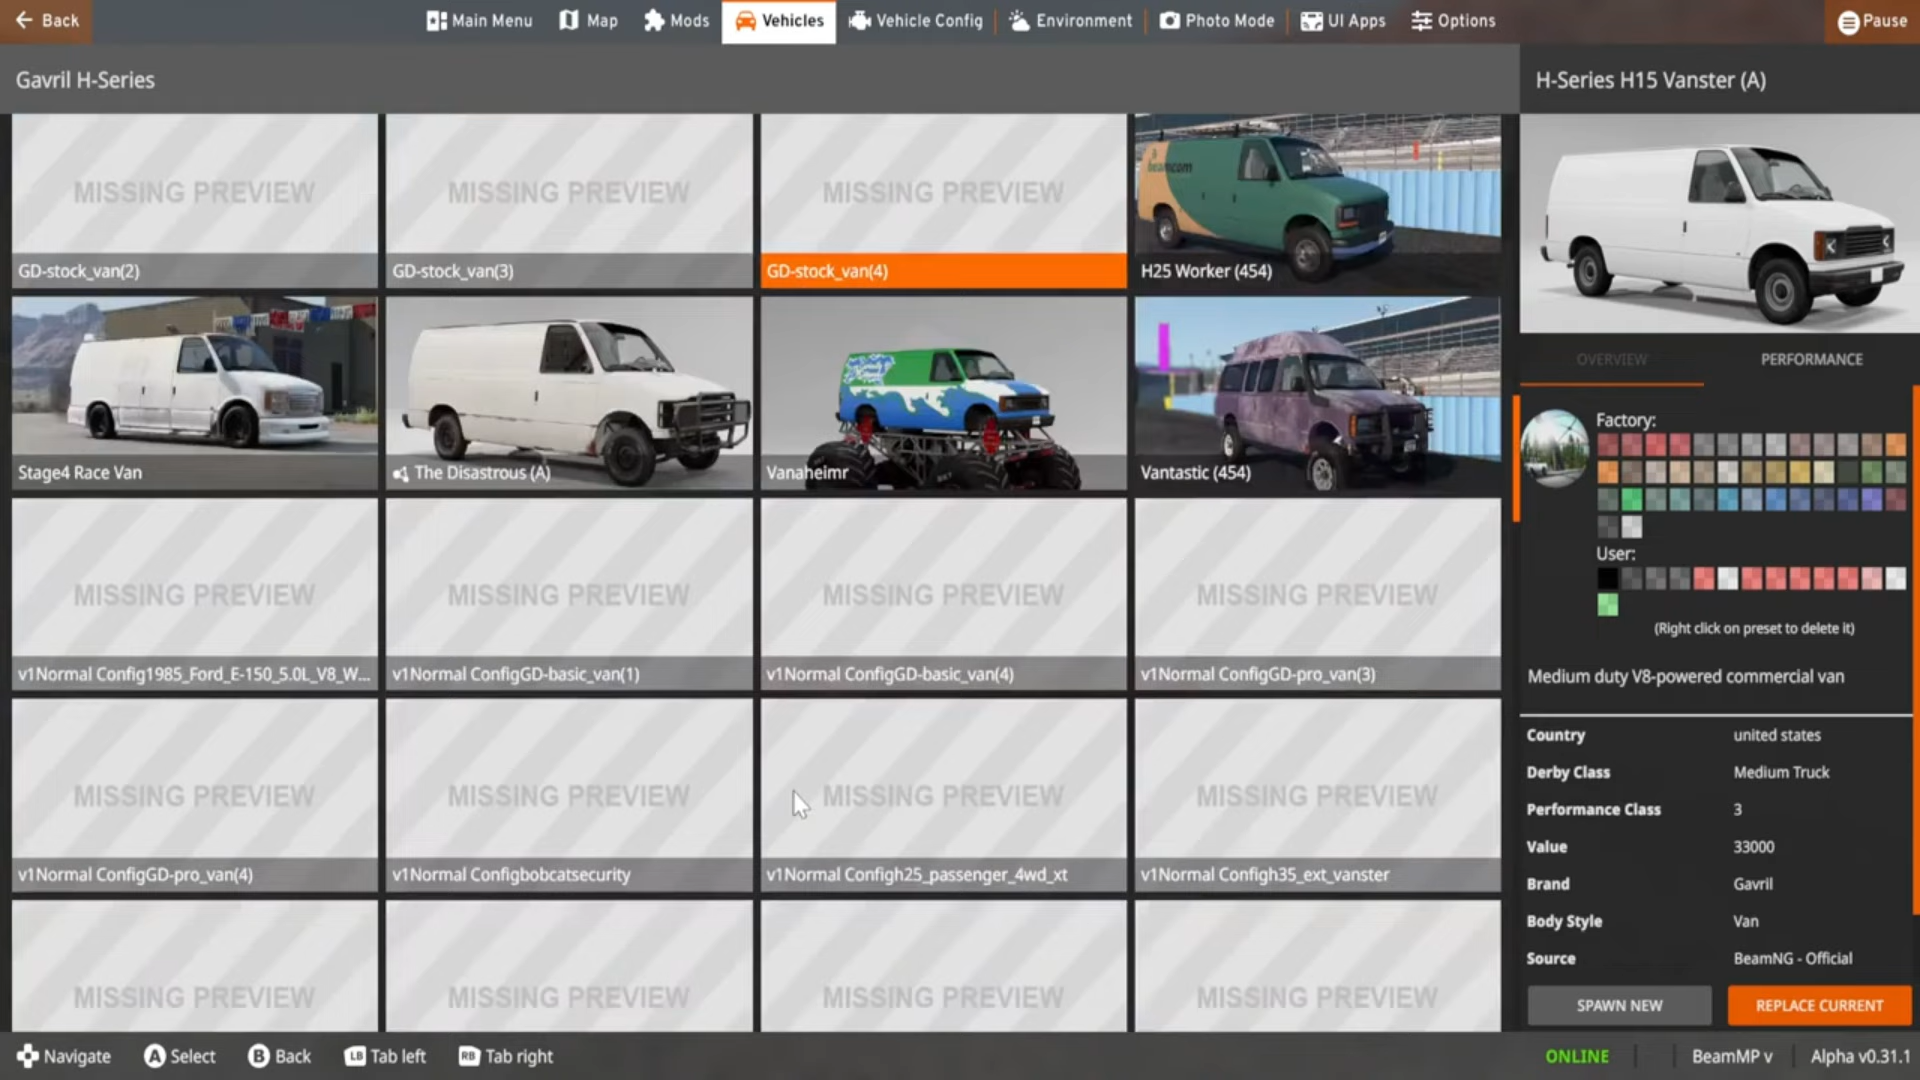 Back
Main Menu
Map
Mods
Vehicles
Vehicle Config
Environment
Photo Mode
UI Apps
Options
Pause
Gavril H-Series
H-Series H15 Vanster (A)
MISSING PREVIEW
MISSING PREVIEW
MISSING PREVIEW
beamcom
GD-stock_van(2)
GD-stock_van(3)
GD-stock_van(4)
H25 Worker (454)
Stage4 Race Van
The Disastrous (A)
Vanaheimr
Vantastic (454)
MISSING PREVIEW
MISSING PREVIEW
MISSING PREVIEW
MISSING PREVIEW
v1Normal Config1985_Ford_E-150_5.0L_V8_W...
v1Normal ConfigGD-basic_van(1)
v1Normal ConfigGD-basic_van(4)
v1Normal ConfigGD-pro_van(3)
MISSING PREVIEW
MISSING PREVIEW
MISSING PREVIEW
MISSING PREVIEW
v1Normal ConfigGD-pro_van(4)
v1Normal Configbobcatsecurity
v1Normal Configh25_passenger_4wd_xt
v1Normal Configh35_ext_vanster
MISSING PREVIEW
MISSING PREVIEW
MISSING PREVIEW
MISSING PREVIEW
OVERVIEW
PERFORMANCE
Factory:
User:
(Right click on preset to delete it)
Medium duty V8-powered commercial van
Country united states
Derby Class Medium Truck
Performance Class 3
Value 33000
Brand Gavril
Body Style Van
Source BeamNG - Official
SPAWN NEW
REPLACE CURRENT
Navigate
A Select
B Back
LB Tab left
RB Tab right
ONLINE
BeamMP v
Alpha v0.31.1